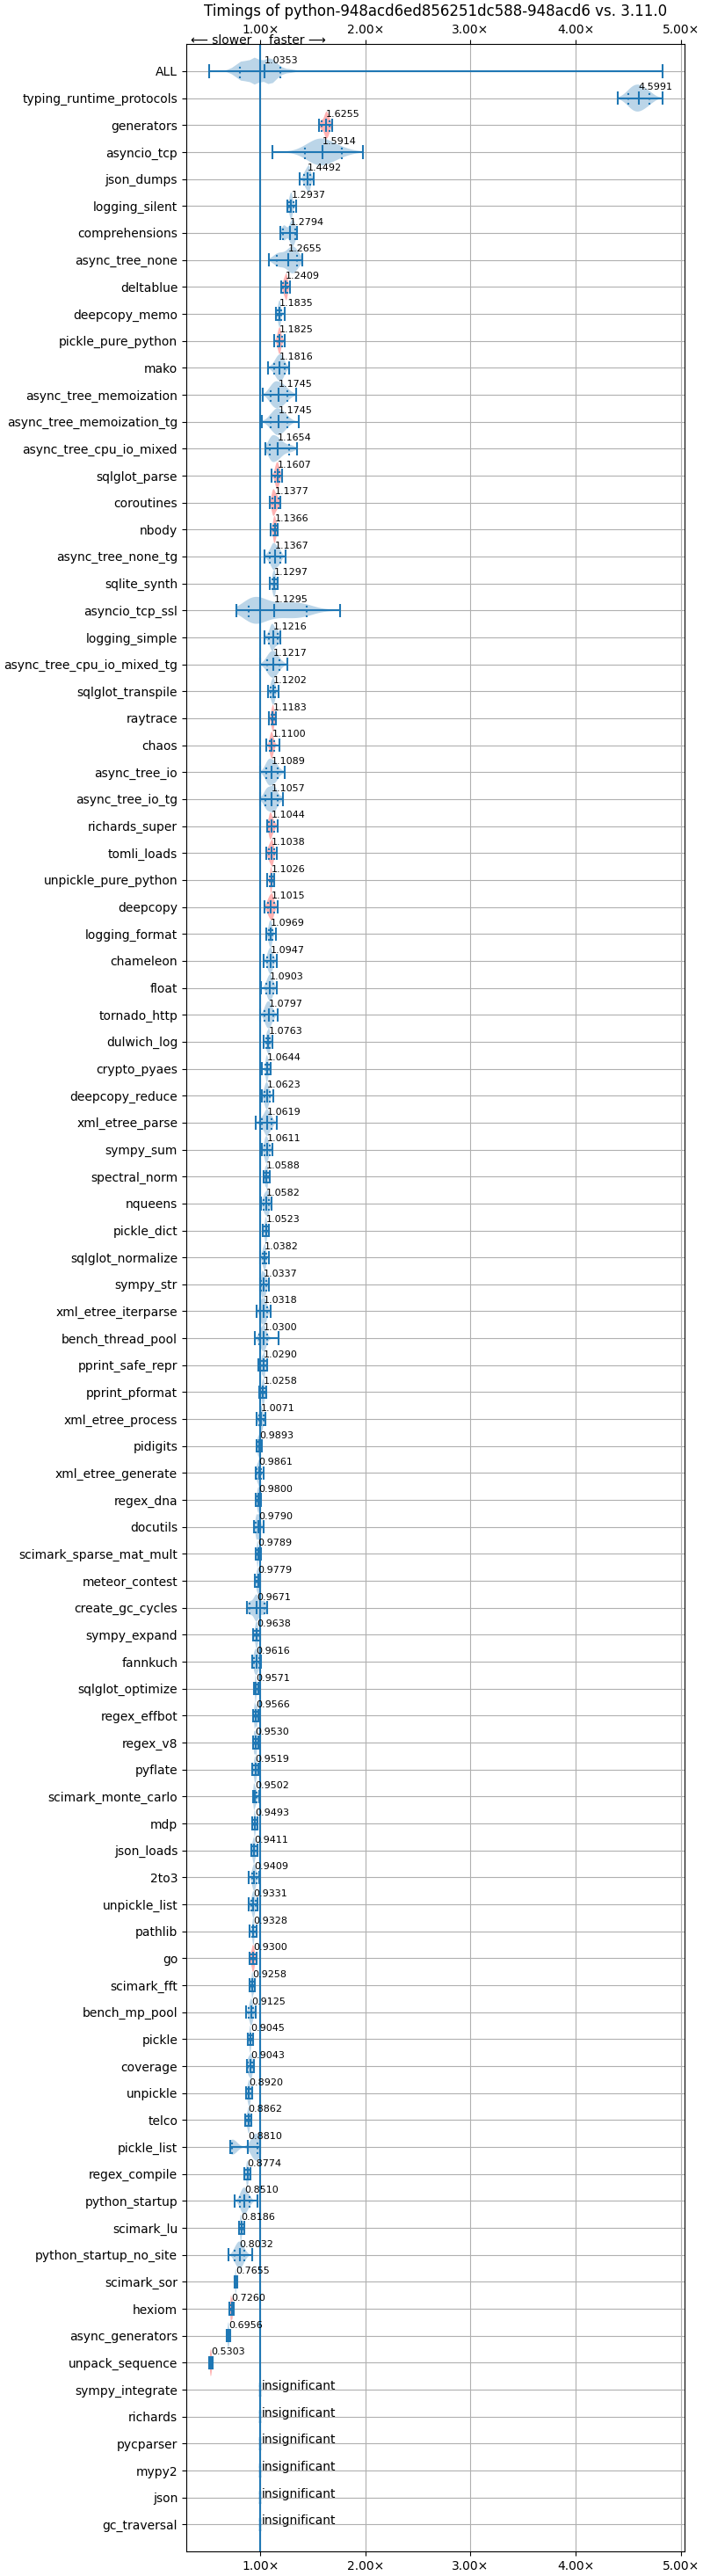 Timings of python-948acd6ed856251dc588-948acd6 vs. 3.11.0
1.00× 2.00× 3.00× 4.00× 5.00×
⟵ slower faster ⟶
ALL 1.0353
typing_runtime_protocols 4.5991
generators 1.6255
asyncio_tcp 1.5914
json_dumps 1.4492
logging_silent 1.2937
comprehensions 1.2794
async_tree_none 1.2655
deltablue 1.2409
deepcopy_memo 1.1835
pickle_pure_python 1.1825
mako 1.1816
async_tree_memoization 1.1745
async_tree_memoization_tg 1.1745
async_tree_cpu_io_mixed 1.1654
sqlglot_parse 1.1607
coroutines 1.1377
nbody 1.1366
async_tree_none_tg 1.1367
sqlite_synth 1.1297
asyncio_tcp_ssl 1.1295
logging_simple 1.1216
async_tree_cpu_io_mixed_tg 1.1217
sqlglot_transpile 1.1202
raytrace 1.1183
chaos 1.1100
async_tree_io 1.1089
async_tree_io_tg 1.1057
richards_super 1.1044
tomli_loads 1.1038
unpickle_pure_python 1.1026
deepcopy 1.1015
logging_format 1.0969
chameleon 1.0947
float 1.0903
tornado_http 1.0797
dulwich_log 1.0763
crypto_pyaes 1.0644
deepcopy_reduce 1.0623
xml_etree_parse 1.0619
sympy_sum 1.0611
spectral_norm 1.0588
nqueens 1.0582
pickle_dict 1.0523
sqlglot_normalize 1.0382
sympy_str 1.0337
xml_etree_iterparse 1.0318
bench_thread_pool 1.0300
pprint_safe_repr 1.0290
pprint_pformat 1.0258
xml_etree_process 1.0071
pidigits 0.9893
xml_etree_generate 0.9861
regex_dna 0.9800
docutils 0.9790
scimark_sparse_mat_mult 0.9789
meteor_contest 0.9779
create_gc_cycles 0.9671
sympy_expand 0.9638
fannkuch 0.9616
sqlglot_optimize 0.9571
regex_effbot 0.9566
regex_v8 0.9530
pyflate 0.9519
scimark_monte_carlo 0.9502
mdp 0.9493
json_loads 0.9411
2to3 0.9409
unpickle_list 0.9331
pathlib 0.9328
go 0.9300
scimark_fft 0.9258
bench_mp_pool 0.9125
pickle 0.9045
coverage 0.9043
unpickle 0.8920
telco 0.8862
pickle_list 0.8810
regex_compile 0.8774
python_startup 0.8510
scimark_lu 0.8186
python_startup_no_site 0.8032
scimark_sor 0.7655
hexiom 0.7260
async_generators 0.6956
unpack_sequence 0.5303
sympy_integrate insignificant
richards insignificant
pycparser insignificant
mypy2 insignificant
json insignificant
gc_traversal insignificant
1.00× 2.00× 3.00× 4.00× 5.00×